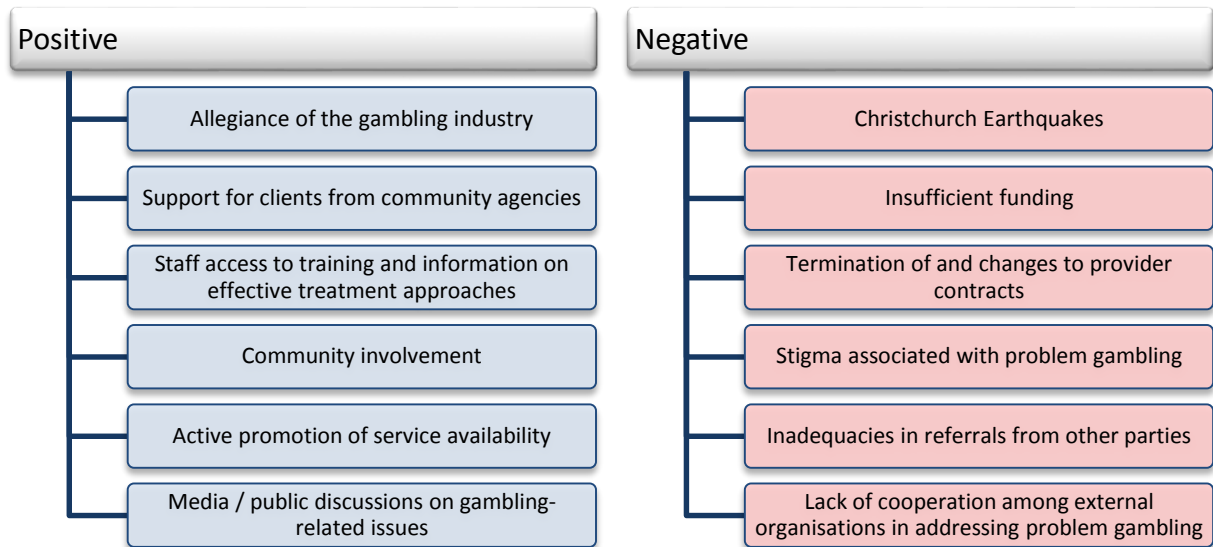 Positive
Allegiance of the gambling industry
Support for clients from community agencies
Staff access to training and information on
effective treatment approaches
Community involvement
Active promotion of service availability
Media / public discussions on gambling-
related issues
Negative
Christchurch Earthquakes
Insufficient funding
Termination of and changes to provider
contracts
Stigma associated with problem gambling
Inadequacies in referrals from other parties
Lack of cooperation among external
organisations in addressing problem gambling